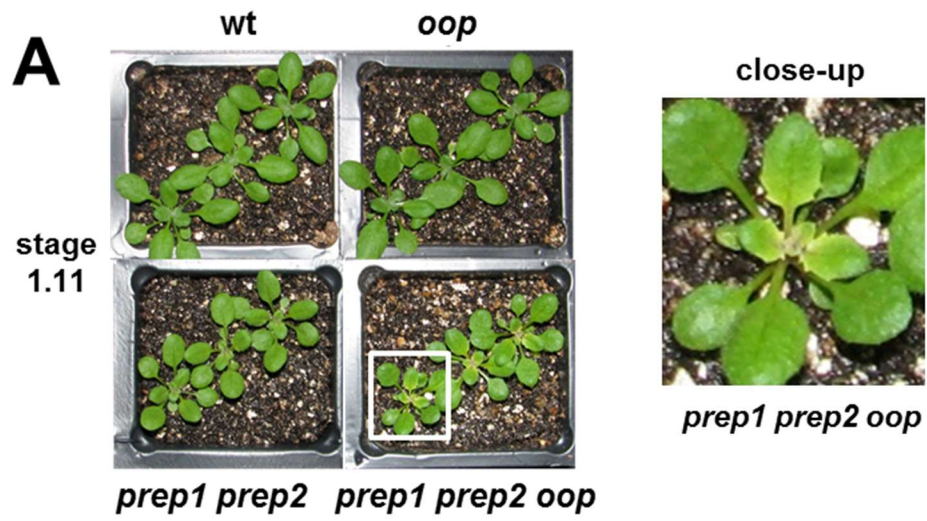 A
wt
oop
close-up
stage
1.11
prep1 prep2
prep1 prep2 oop
prep1 prep2 oop